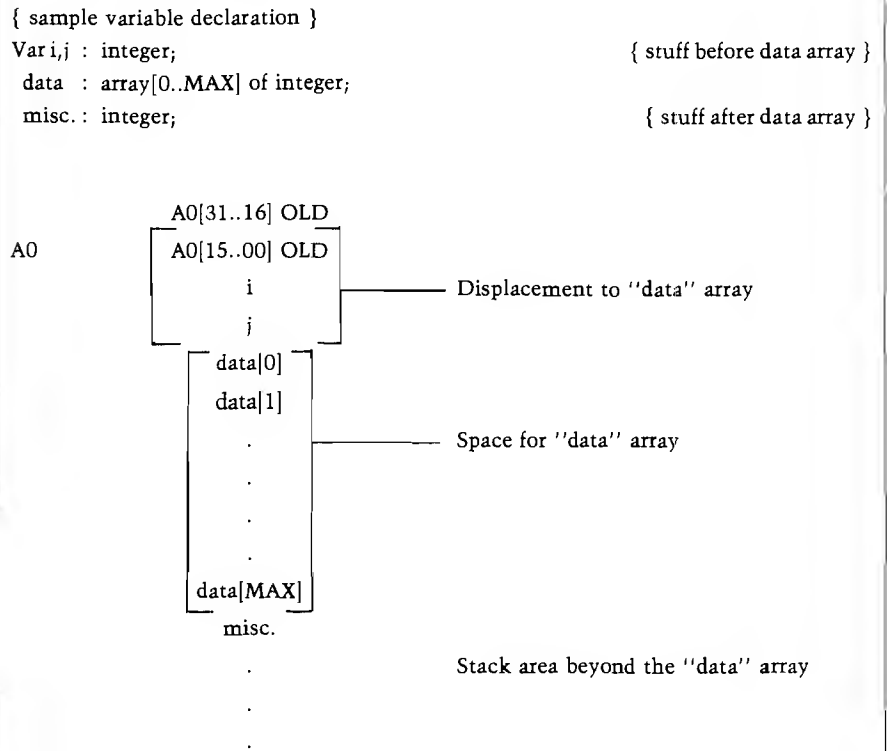 { sample variable declaration }
Var i,j : integer; { stuff before data array }
data : array[0..MAX] of integer;
misc. : integer; { stuff after data array }
A0[31..16] OLD
A0 A0[15..00] OLD
i Displacement to ''data'' array
j
data[0]
data[1]
. Space for ''data'' array
.
.
.
data[MAX]
misc.
. Stack area beyond the ''data'' array
.
.